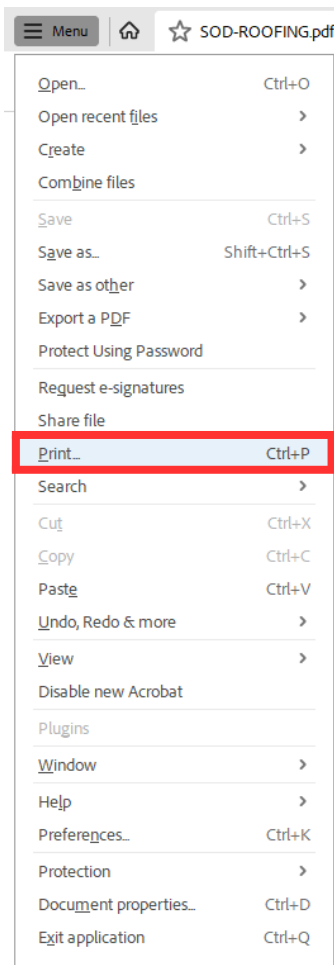 Menu SOD-ROOFING.pdf
Open... Ctrl+O
Open recent files
Create
Combine files
Save Ctrl+S
Save as... Shift+Ctrl+S
Save as other
Export a PDF
Protect Using Password
Request e-signatures
Share file
Print... Ctrl+P
Search
Cut Ctrl+X
Copy Ctrl+C
Paste Ctrl+V
Undo, Redo & more
View
Disable new Acrobat
Plugins
Window
Help
Preferences... Ctrl+K
Protection
Document properties... Ctrl+D
Exit application Ctrl+Q